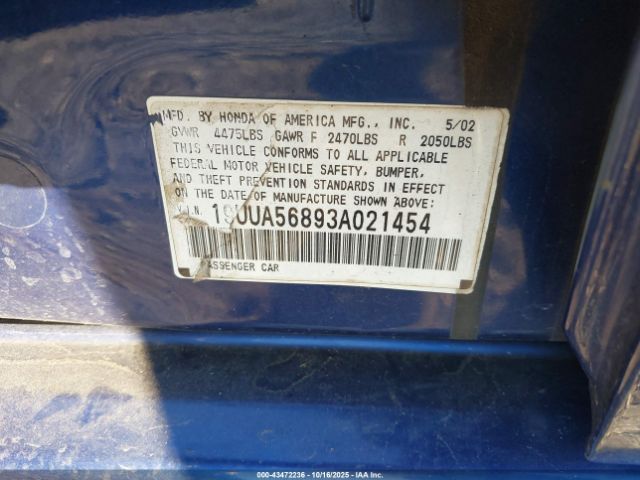 MFD. BY HONDA OF AMERICA MFG., INC. 5/02
GVWR 4475LBS GAWR F 2470LBS R 2050LBS
THIS VEHICLE CONFORMS TO ALL APPLICABLE
FEDERAL MOTOR VEHICLE SAFETY, BUMPER,
AND THEFT PREVENTION STANDARDS IN EFFECT
ON THE DATE OF MANUFACTURE SHOWN ABOVE:
V.I.N. 19UUA56893A021454
PASSENGER CAR
000-43472236 - 10/16/2025 - IAA Inc.